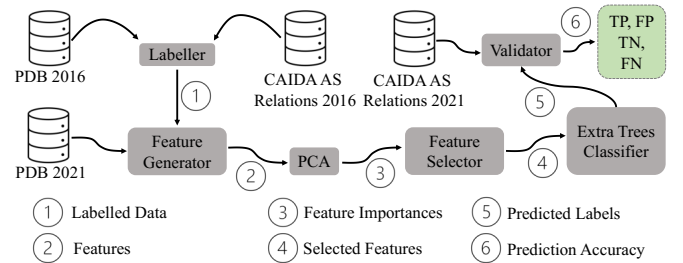 PDB 2016
Labeller
CAIDA AS
Relations 2016
CAIDA AS
Relations 2021
Validator
6
TP, FP
TN,
FN
1
5
PDB 2021
Feature
Generator
2
PCA
3
Feature
Selector
4
Extra Trees
Classifier
1 Labelled Data
3 Feature Importances
5 Predicted Labels
2 Features
4 Selected Features
6 Prediction Accuracy